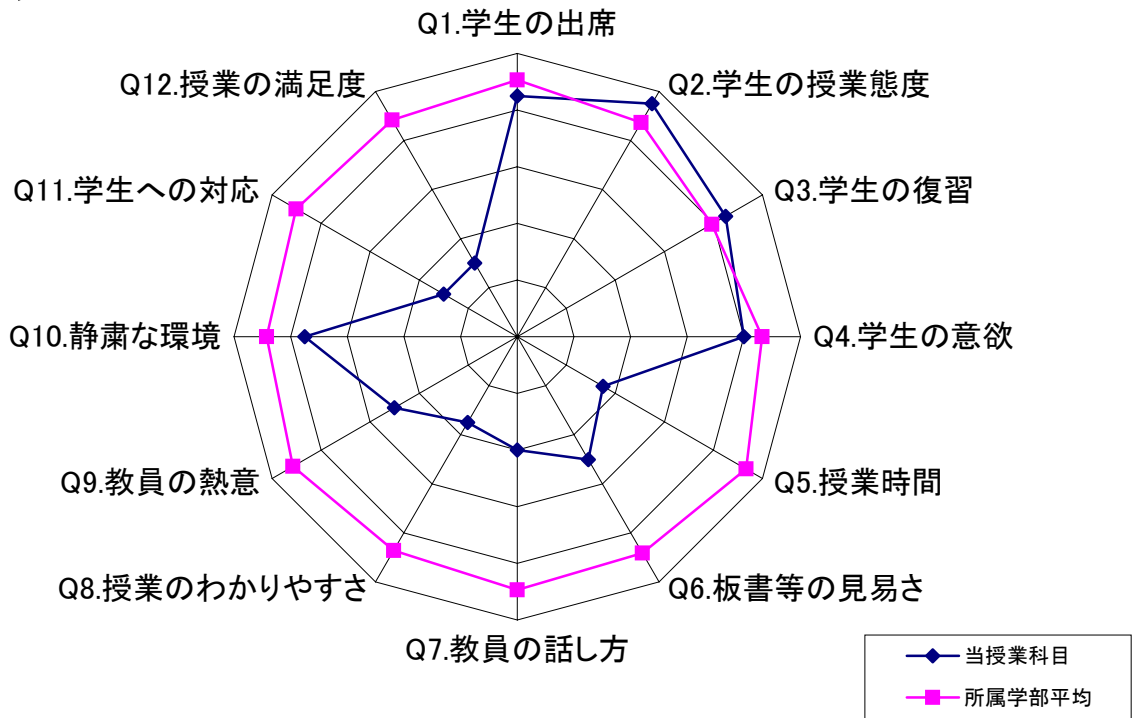 Q1.学生の出席
Q2.学生の授業態度
Q3.学生の復習
Q4.学生の意欲
Q5.授業時間
Q6.板書等の見易さ
Q7.教員の話し方
Q8.授業のわかりやすさ
Q9.教員の熱意
Q10.静粛な環境
Q11.学生への対応
Q12.授業の満足度
当授業科目
所属学部平均